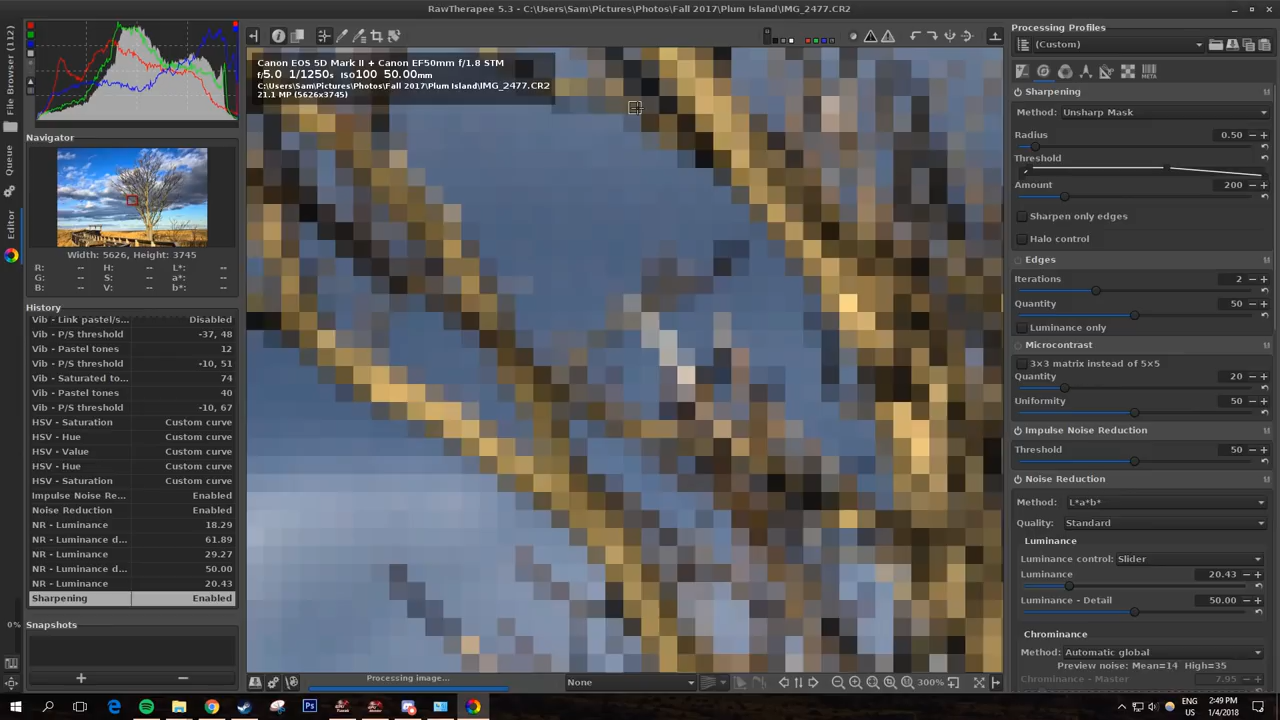 RawTherapee 5.3 - C:\Users\Sam\Pictures\Photos\Fall 2017\Plum Island\IMG_2477.CR2
File Browser (112)
Queue
Editor
0%
Canon EOS 5D Mark II + Canon EF50mm f/1.8 STM
f/5.0 1/1250s ISO100 50.00mm
C:\Users\Sam\Pictures\Photos\Fall 2017\Plum Island\IMG_2477.CR2
21.1 MP (5626x3745)
Navigator
Width: 5626, Height: 3745
R: -- H: -- L*: --
G: -- S: -- a*: --
B: -- V: -- b*: --
History
Vib - Link pastel/s... Disabled
Vib - P/S threshold -37, 48
Vib - Pastel tones 12
Vib - P/S threshold -10, 51
Vib - Saturated to... 74
Vib - Pastel tones 40
Vib - P/S threshold -10, 67
HSV - Saturation Custom curve
HSV - Hue Custom curve
HSV - Value Custom curve
HSV - Hue Custom curve
HSV - Saturation Custom curve
Impulse Noise Re... Enabled
Noise Reduction Enabled
NR - Luminance 18.29
NR - Luminance d... 61.89
NR - Luminance 29.27
NR - Luminance d... 50.00
NR - Luminance 20.43
Sharpening Enabled
Snapshots
Processing image...
None
300%
Processing Profiles
(Custom)
META
Sharpening
Method: Unsharp Mask
Radius 0.50
Threshold
Amount 200
Sharpen only edges
Halo control
Edges
Iterations 2
Quantity 50
Luminance only
Microcontrast
3×3 matrix instead of 5×5
Quantity 20
Uniformity 50
Impulse Noise Reduction
Threshold 50
Noise Reduction
Method: L*a*b*
Quality: Standard
Luminance
Luminance control: Slider
Luminance 20.43
Luminance - Detail 50.00
Chrominance
Method: Automatic global
Preview noise: Mean=14 High=35
Chrominance - Master 7.95
ENG
US
2:49 PM
1/4/2018